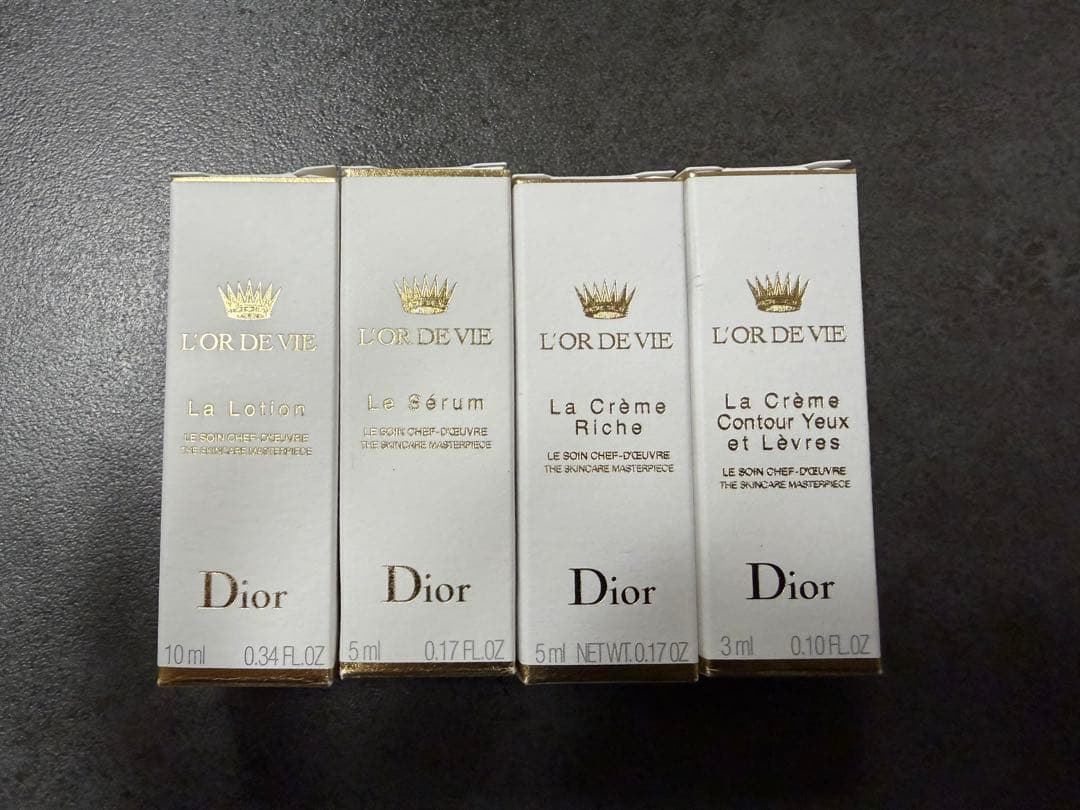 L'OR DE VIE
La Lotion
LE SOIN CHEF-D'ŒUVRE
THE SKINCARE MASTERPIECE
Dior
10 ml 0.34 FL.OZ
L'OR DE VIE
Le Sérum
LE SOIN CHEF-D'ŒUVRE
THE SKINCARE MASTERPIECE
Dior
5 ml 0.17 FL.OZ
L'OR DE VIE
La Crème
Riche
LE SOIN CHEF-D'ŒUVRE
THE SKINCARE MASTERPIECE
Dior
5 ml NET WT. 0.17 OZ
L'OR DE VIE
La Crème
Contour Yeux
et Lèvres
LE SOIN CHEF-D'ŒUVRE
THE SKINCARE MASTERPIECE
Dior
3 ml 0.10 FL.OZ